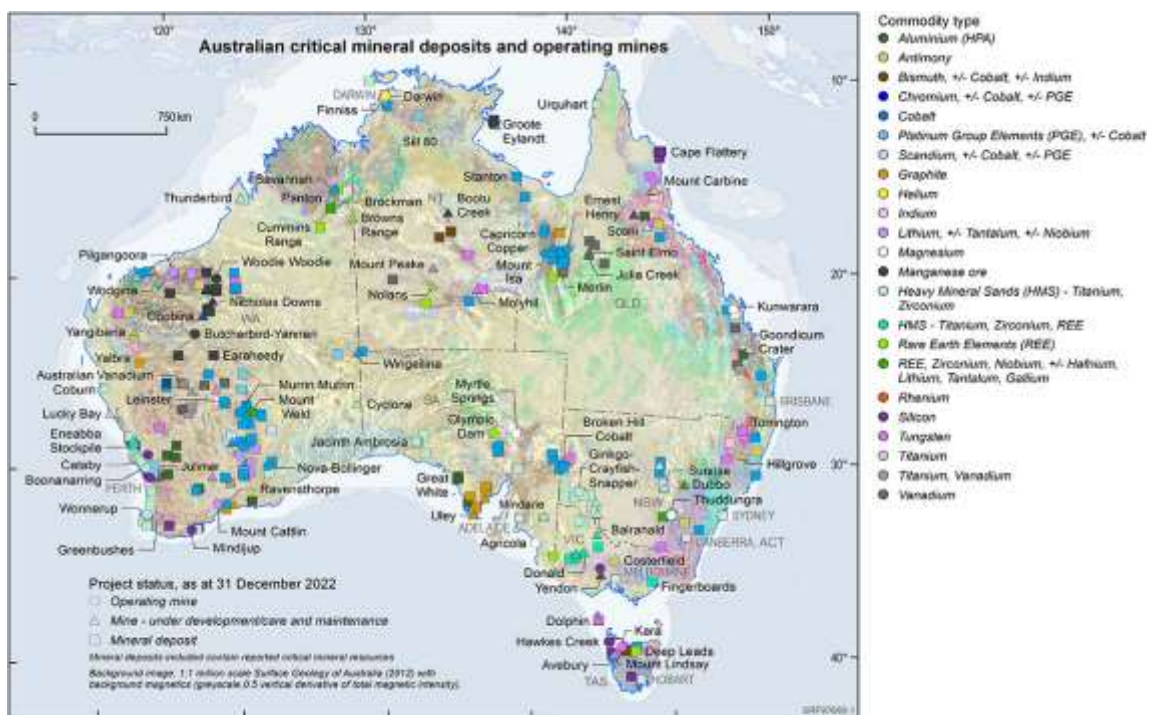 120°
130°
140°
150°
Australian critical mineral deposits and operating mines
10°
0
750 km
DARWIN
Darwin
Finniss
Urquhart
Groote
Eylandt
Sill 80
Cape Flattery
Savannah
Stanton
Mount Carbine
Thunderbird
Panton
Brockman
NT
Bootu
Creek
Ernest
Henry
Browns
Range
Sconi
Cummins
Range
Capricorn
Copper
Saint Elmo
Pilgangoora
Woodie Woodie
Mount Peake
Mount
Isa
Julia Creek
20°
Wodgina
Nolans
Molyhil
Merlin
Nicholas Downs
QLD
Kunwarara
WA
Yangibana
Butcherbird-Yanneri
Goondicum
Crater
Yalbra
Earaheedy
Wingellina
Australian Vanadium
Coburn
Murrin Murrin
Myrtle
Springs
Leinster
Mount
Weld
Cyclone
SA
BRISBANE
Lucky Bay
Olympic
Dam
Broken Hill
Cobalt
Torrington
Eneabba
Stockpile
Jacinth Ambrosia
Ginkgo-
Crayfish-
Snapper
Hillgrove
30°
Cataby
Julimar
Nova-Bollinger
Sunrise
Boonanarring
Great
White
Dubbo
PERTH
Ravensthorpe
Mindarie
NSW
Thuddungra
Wonnerup
Uley
ADELAIDE
Balranald
SYDNEY
Mount Cattlin
Agricola
VIC
CANBERRA, ACT
Greenbushes
Mindijup
Donald
Costerfield
MELBOURNE
Yendon
Fingerboards
Project status, as at 31 December 2022
Operating mine
Mine - under development/care and maintenance
Mineral deposit
Mineral deposits included contain reported critical mineral resources
Background image, 1:1 million scale Surface Geology of Australia (2012) with
background magnetics (greyscale 0.5 vertical derivative of total magnetic intensity).
Dolphin
Kara
Hawkes Creek
Deep Leads
Avebury
Mount Lindsay
40°
TAS
HOBART
Commodity type
Aluminium (HPA)
Antimony
Bismuth, +/- Cobalt, +/- Indium
Chromium, +/- Cobalt, +/- PGE
Cobalt
Platinum Group Elements (PGE), +/- Cobalt
Scandium, +/- Cobalt, +/- PGE
Graphite
Helium
Indium
Lithium, +/- Tantalum, +/- Niobium
Magnesium
Manganese ore
Heavy Mineral Sands (HMS) - Titanium,
Zirconium
HMS - Titanium, Zirconium, REE
Rare Earth Elements (REE)
REE, Zirconium, Niobium, +/- Hafnium,
Lithium, Tantalum, Gallium
Rhenium
Silicon
Tungsten
Titanium
Titanium, Vanadium
Vanadium